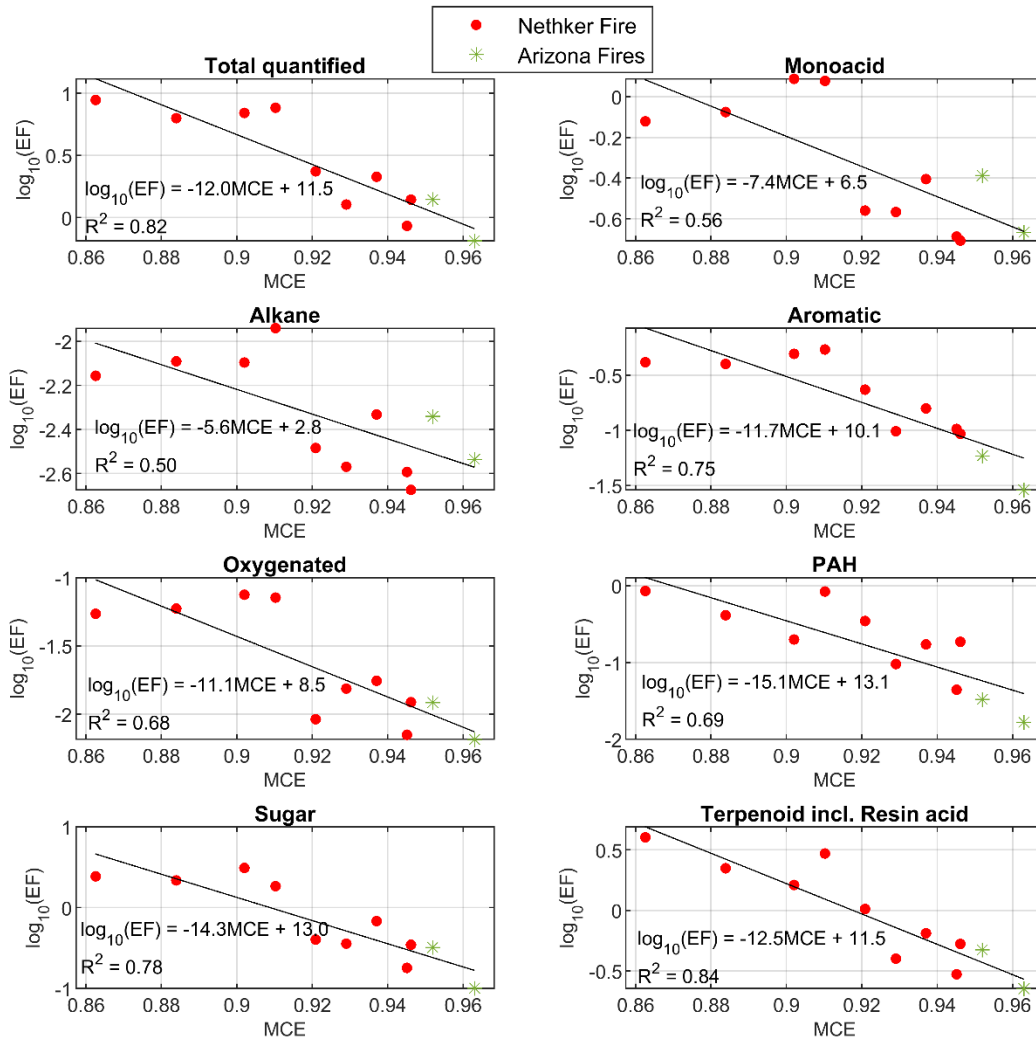 Nethker Fire
Arizona Fires
Total quantified
1
0.5
0
log10(EF)
log10(EF) = -12.0MCE + 11.5
R2 = 0.82
0.86 0.88 0.9 0.92 0.94 0.96
MCE
Monoacid
0
-0.2
-0.4
-0.6
log10(EF)
log10(EF) = -7.4MCE + 6.5
R2 = 0.56
0.86 0.88 0.9 0.92 0.94 0.96
MCE
Alkane
-2
-2.2
-2.4
-2.6
log10(EF)
log10(EF) = -5.6MCE + 2.8
R2 = 0.50
0.86 0.88 0.9 0.92 0.94 0.96
MCE
Aromatic
-0.5
-1
-1.5
log10(EF)
log10(EF) = -11.7MCE + 10.1
R2 = 0.75
0.86 0.88 0.9 0.92 0.94 0.96
MCE
Oxygenated
-1
-1.5
-2
log10(EF)
log10(EF) = -11.1MCE + 8.5
R2 = 0.68
0.86 0.88 0.9 0.92 0.94 0.96
MCE
PAH
0
-1
-2
log10(EF)
log10(EF) = -15.1MCE + 13.1
R2 = 0.69
0.86 0.88 0.9 0.92 0.94 0.96
MCE
Sugar
1
0
-1
log10(EF)
log10(EF) = -14.3MCE + 13.0
R2 = 0.78
0.86 0.88 0.9 0.92 0.94 0.96
MCE
Terpenoid incl. Resin acid
0.5
0
-0.5
log10(EF)
log10(EF) = -12.5MCE + 11.5
R2 = 0.84
0.86 0.88 0.9 0.92 0.94 0.96
MCE